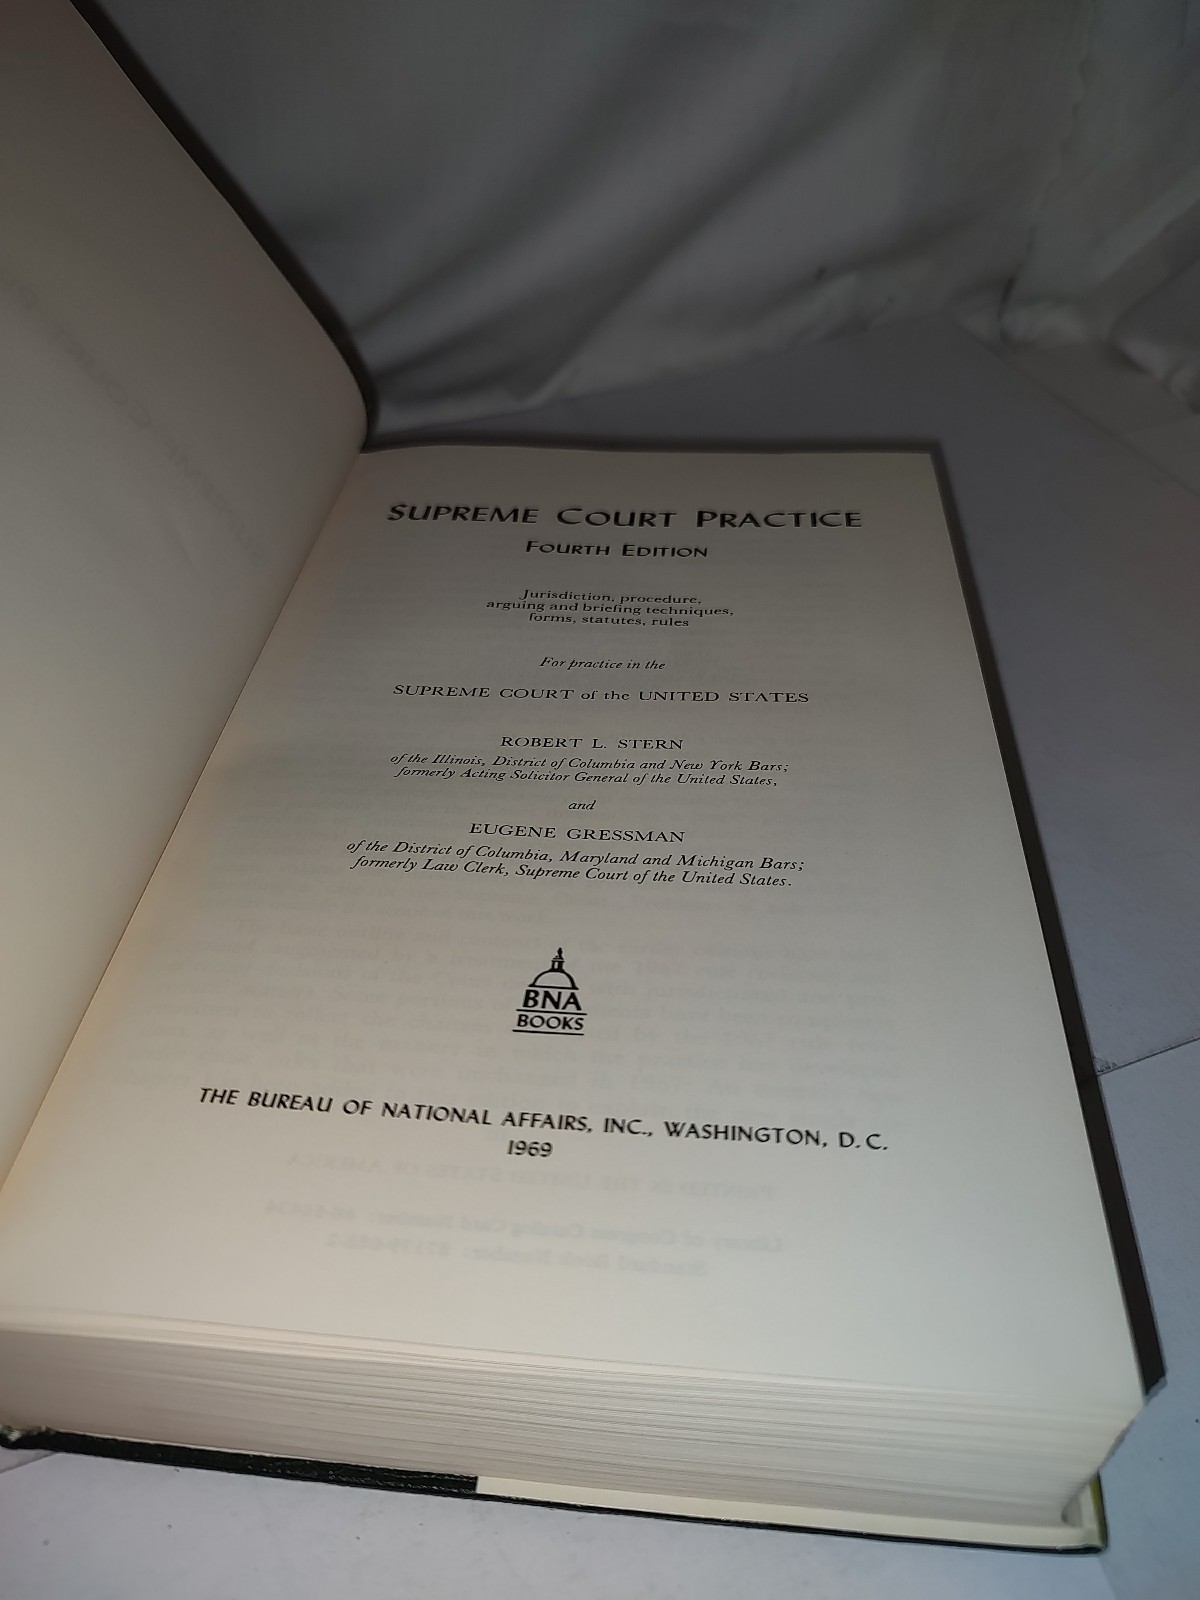 SUPREME COURT PRACTICE
FOURTH EDITION
Jurisdiction, procedure,
arguing and briefing techniques,
forms, statutes, rules
For practice in the
SUPREME COURT of the UNITED STATES
ROBERT L. STERN
of the Illinois, District of Columbia and New York Bars;
formerly Acting Solicitor General of the United States,
and
EUGENE GRESSMAN
of the District of Columbia, Maryland and Michigan Bars;
formerly Law Clerk, Supreme Court of the United States.
BNA
BOOKS
THE BUREAU OF NATIONAL AFFAIRS, INC., WASHINGTON, D.C.
1969